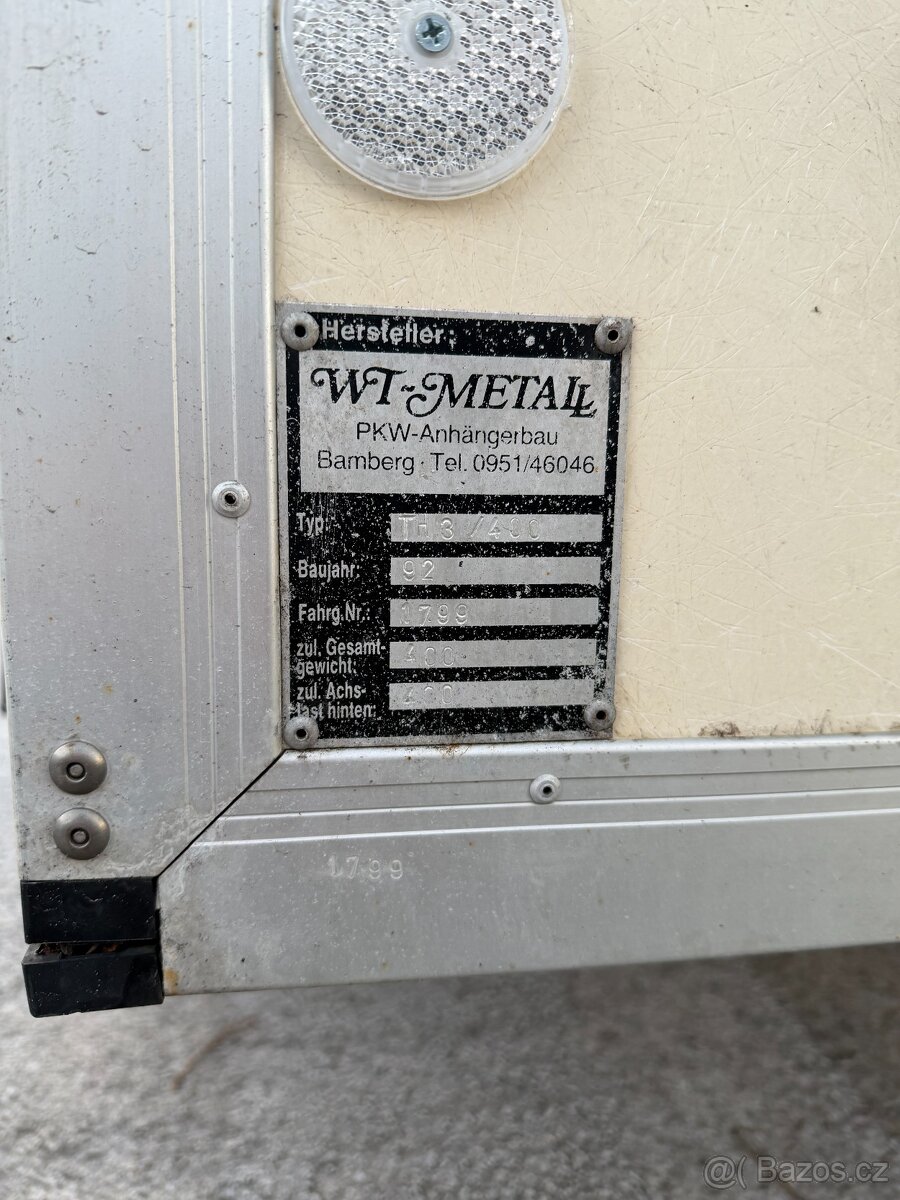 Hersteller:
WT-METALL
PKW-Anhängerbau
Bamberg · Tel. 0951/46046
Typ: TH 3 /400
Baujahr: 92
Fahrg.Nr.: 1799
zul. Gesamt-
gewicht: 400
zul. Achs-
last hinten: 400
1799
@ Bazos.cz